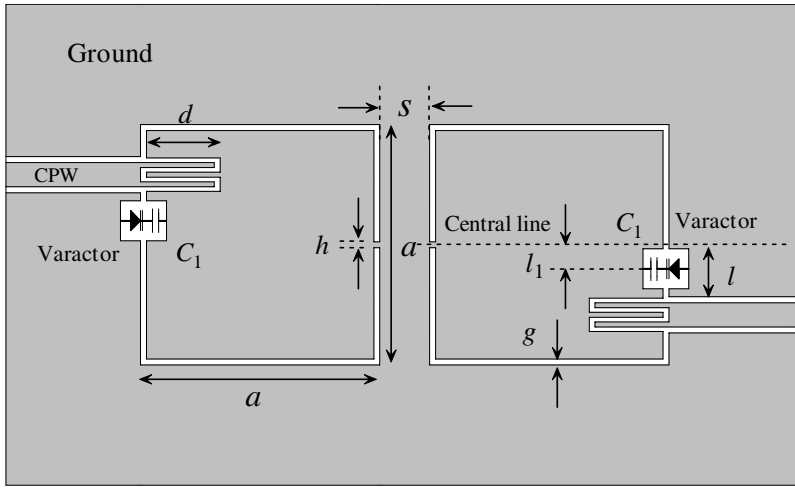 Ground
s
d
CPW
Central line
C1
Varactor
h
a
Varactor
C1
l1
l
g
a